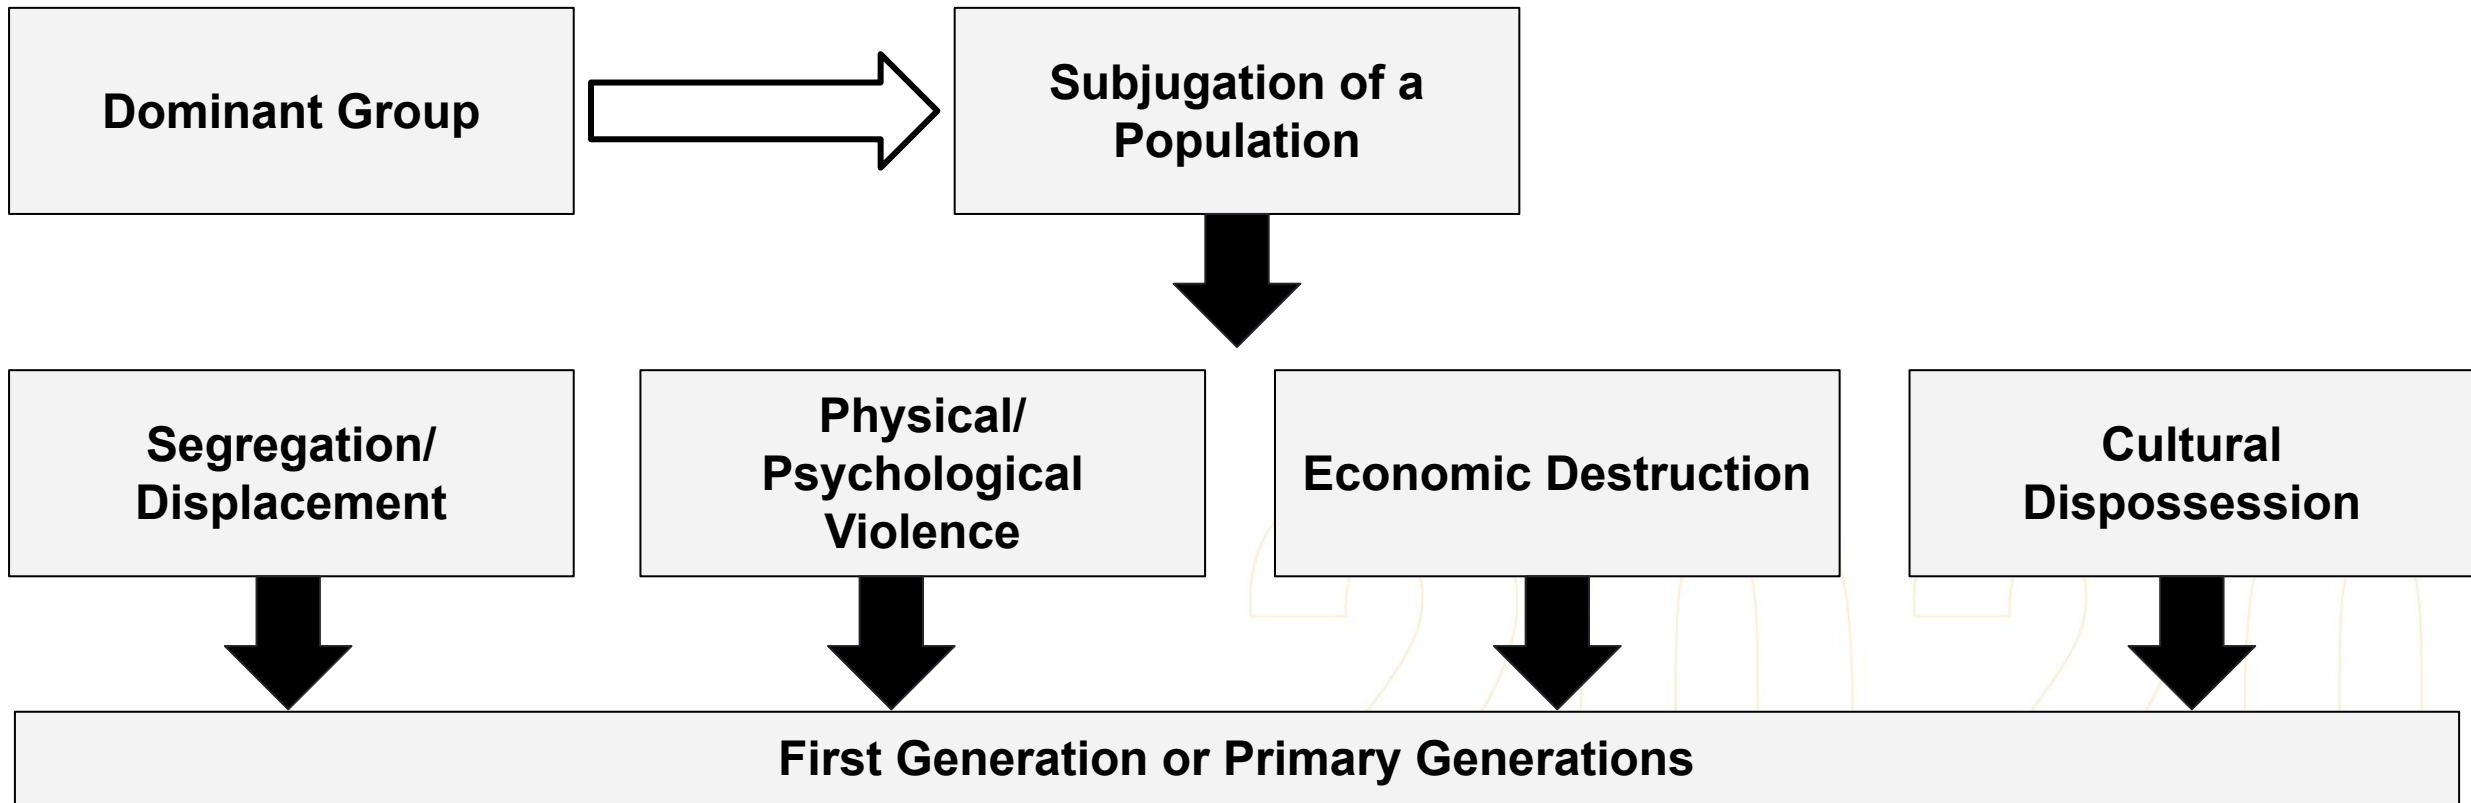 Dominant Group
Subjugation of a
Population
Segregation/
Displacement
Physical/
Psychological
Violence
Economic Destruction
Cultural
Dispossession
First Generation or Primary Generations
2020